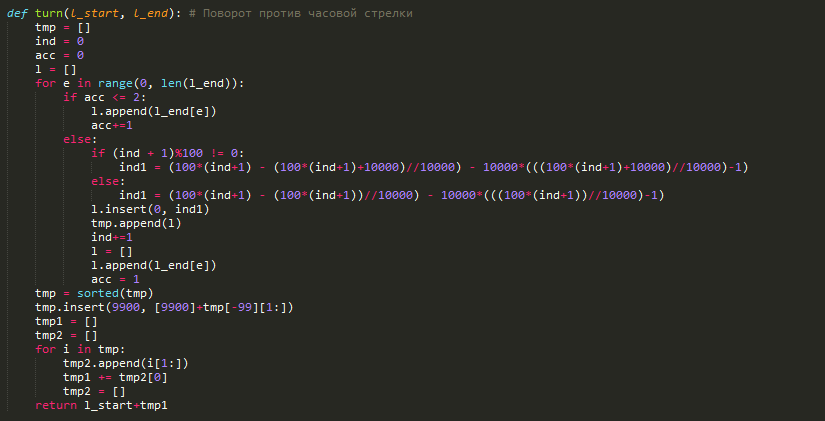 def turn(l_start, l_end): # Поворот против часовой стрелки
    tmp = []
    ind = 0
    acc = 0
    l = []
    for e in range(0, len(l_end)):
        if acc <= 2:
            l.append(l_end[e])
            acc+=1
        else:
            if (ind + 1)%100 != 0:
                ind1 = (100*(ind+1) - (100*(ind+1)+10000)//10000) - 10000*(((100*(ind+1)+10000)//10000)-1)
            else:
                ind1 = (100*(ind+1) - (100*(ind+1))//10000) - 10000*(((100*(ind+1))//10000)-1)
            l.insert(0, ind1)
            tmp.append(l)
            ind+=1
            l = []
            l.append(l_end[e])
            acc = 1
    tmp = sorted(tmp)
    tmp.insert(9900, [9900]+tmp[-99][1:])
    tmp1 = []
    tmp2 = []
    for i in tmp:
        tmp2.append(i[1:])
        tmp1 += tmp2[0]
        tmp2 = []
    return l_start+tmp1